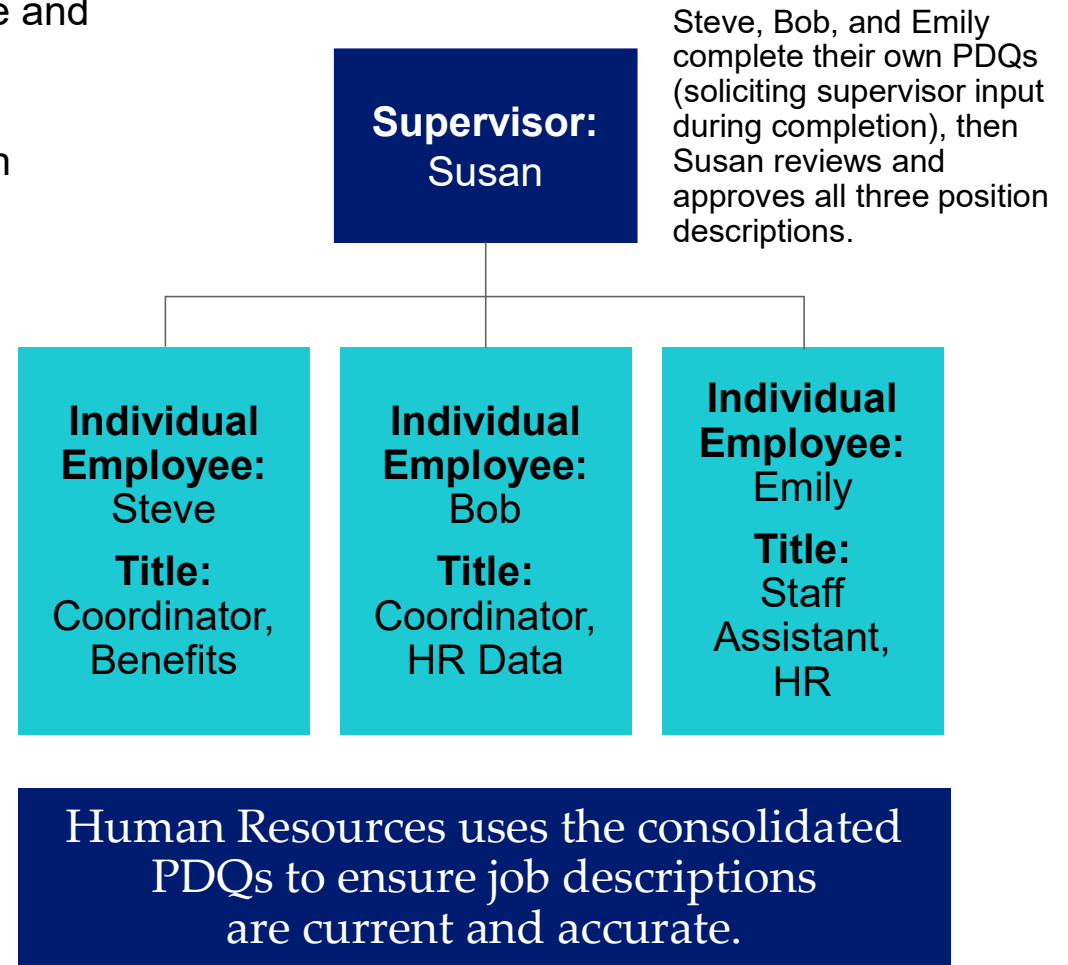 e and
n
Supervisor:
Susan
Steve, Bob, and Emily
complete their own PDQs
(soliciting supervisor input
during completion), then
Susan reviews and
approves all three position
descriptions.
Individual
Employee:
Steve
Title:
Coordinator,
Benefits
Individual
Employee:
Bob
Title:
Coordinator,
HR Data
Individual
Employee:
Emily
Title:
Staff
Assistant,
HR
Human Resources uses the consolidated
PDQs to ensure job descriptions
are current and accurate.